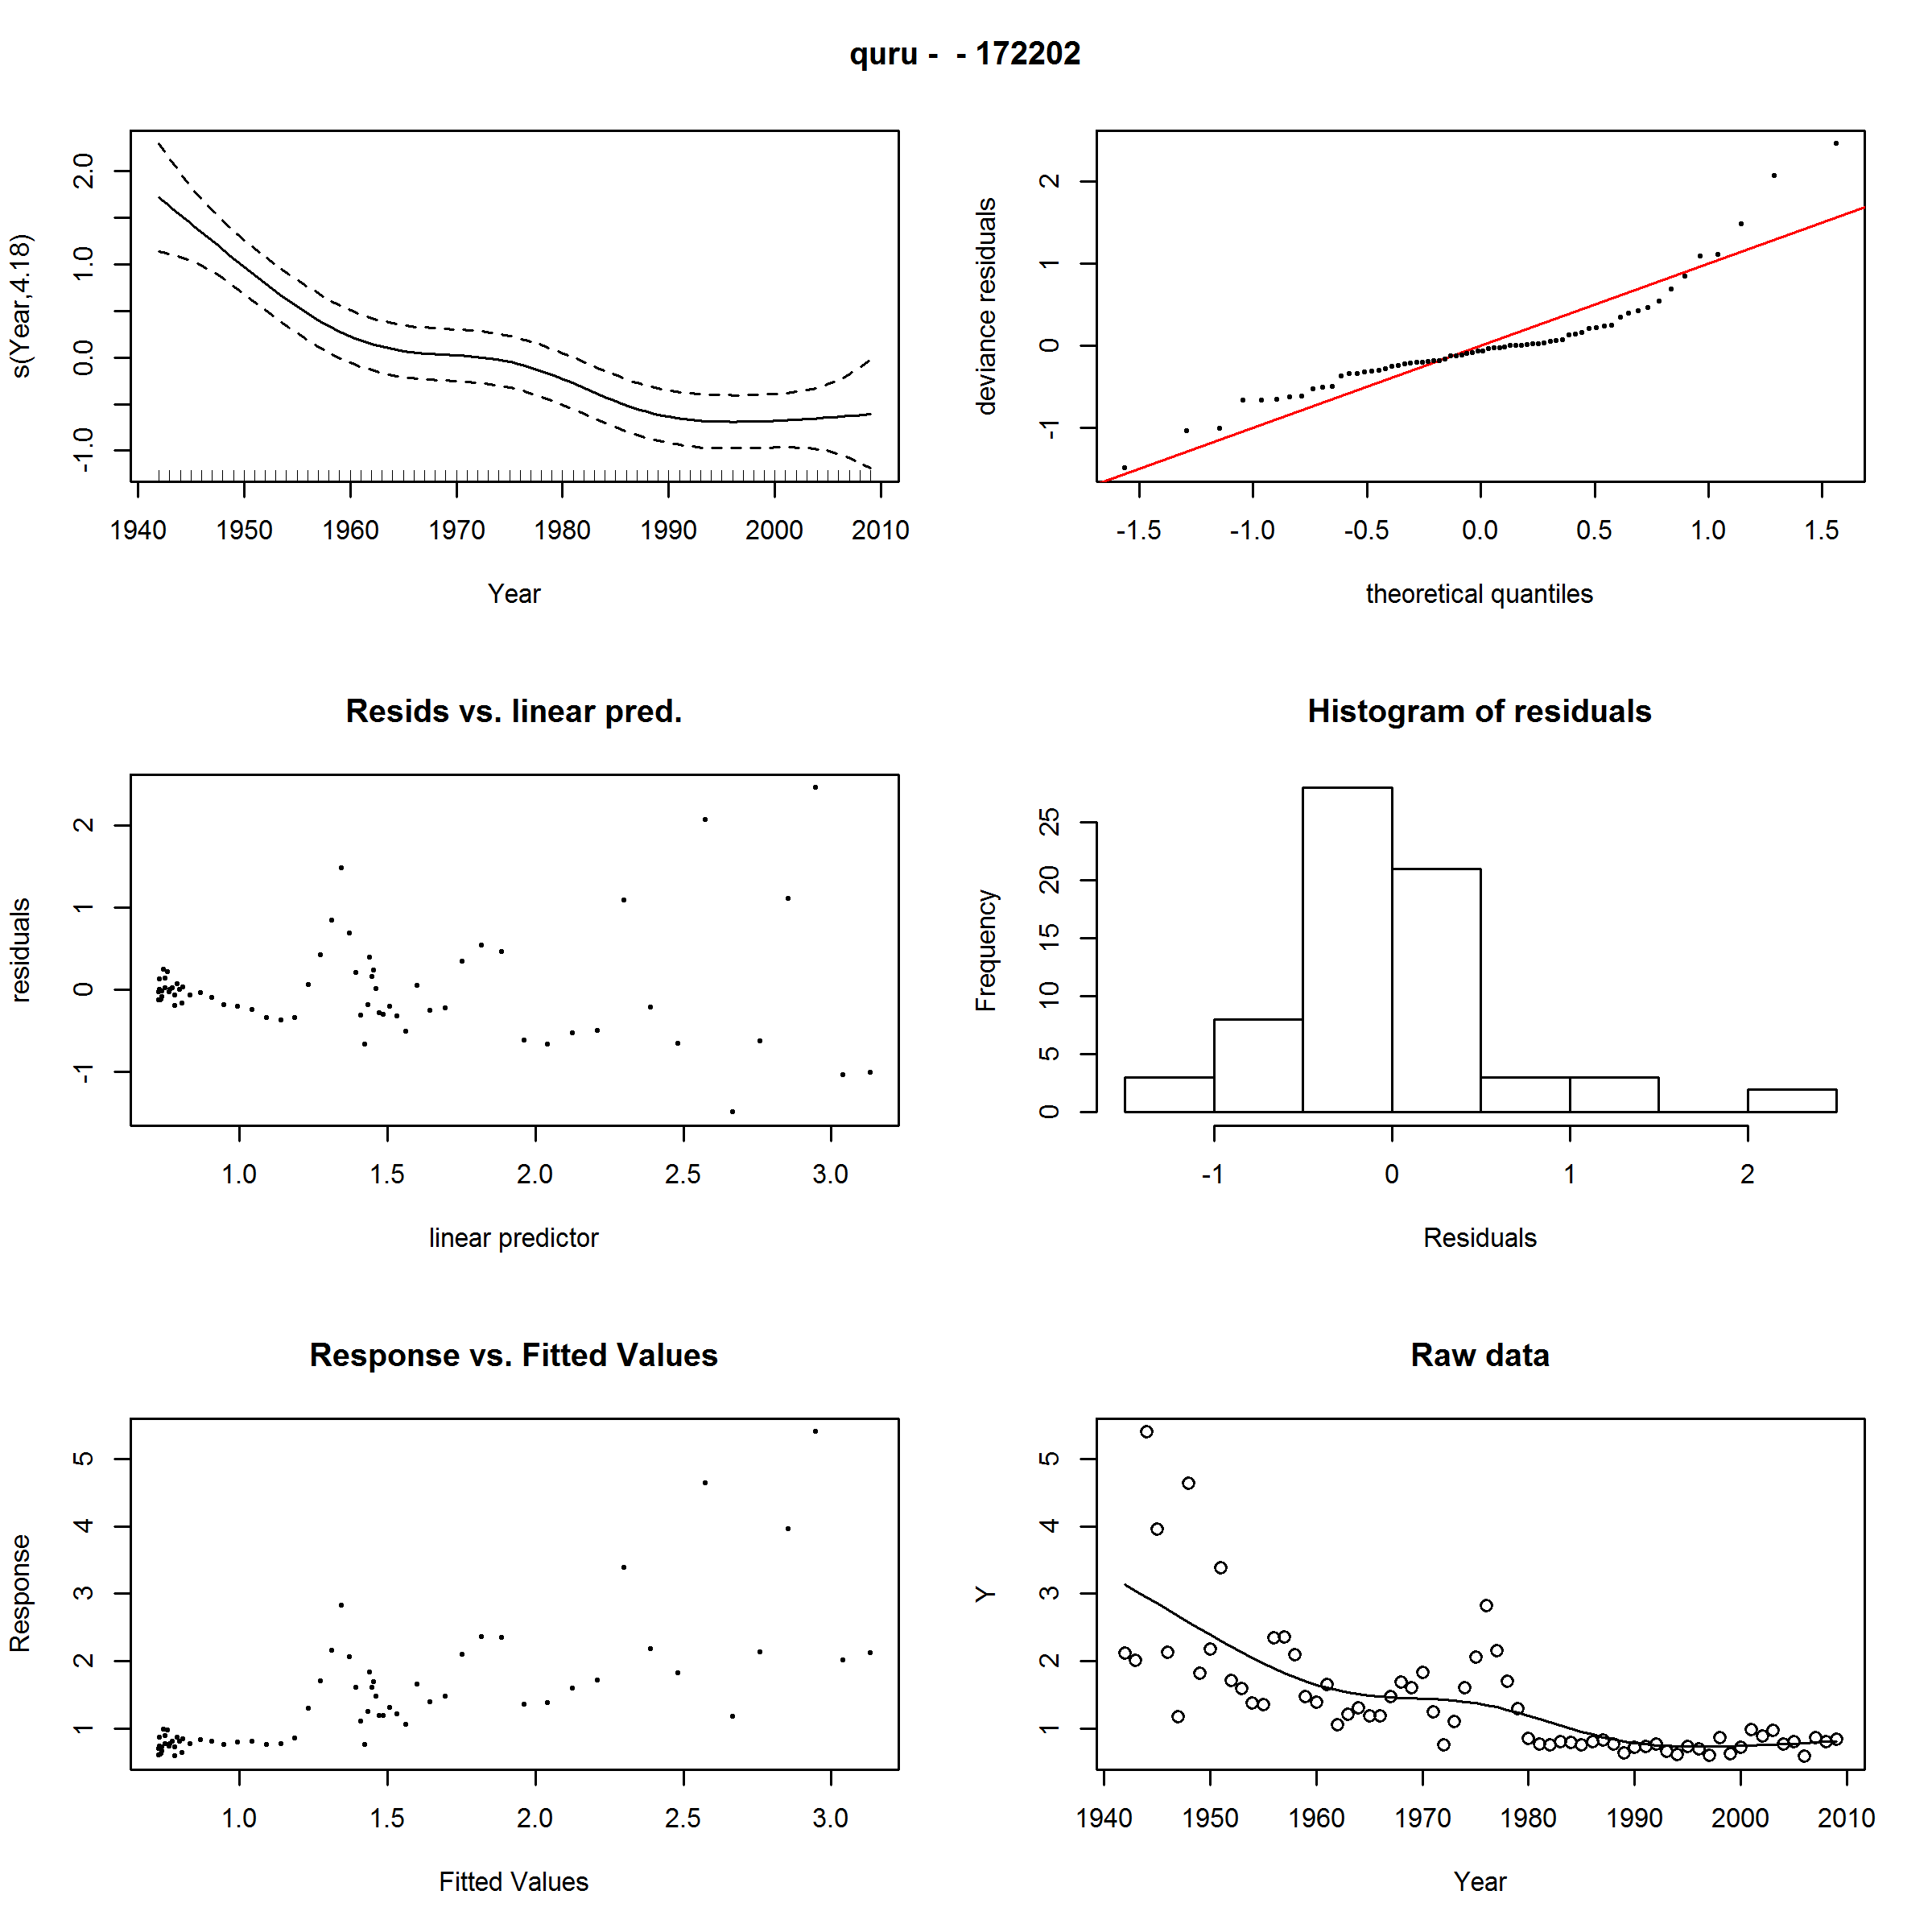 quru -  - 172202
s(Year,4.18)
2.0
1.0
0.0
-1.0
1940 1950 1960 1970 1980 1990 2000 2010
Year
deviance residuals
2
1
0
-1
-1.5 -1.0 -0.5 0.0 0.5 1.0 1.5
theoretical quantiles
Resids vs. linear pred.
residuals
2
1
0
-1
1.0 1.5 2.0 2.5 3.0
linear predictor
Histogram of residuals
Frequency
25
20
15
10
5
0
-1 0 1 2
Residuals
Response vs. Fitted Values
Response
5
4
3
2
1
1.0 1.5 2.0 2.5 3.0
Fitted Values
Raw data
Y
5
4
3
2
1
1940 1950 1960 1970 1980 1990 2000 2010
Year